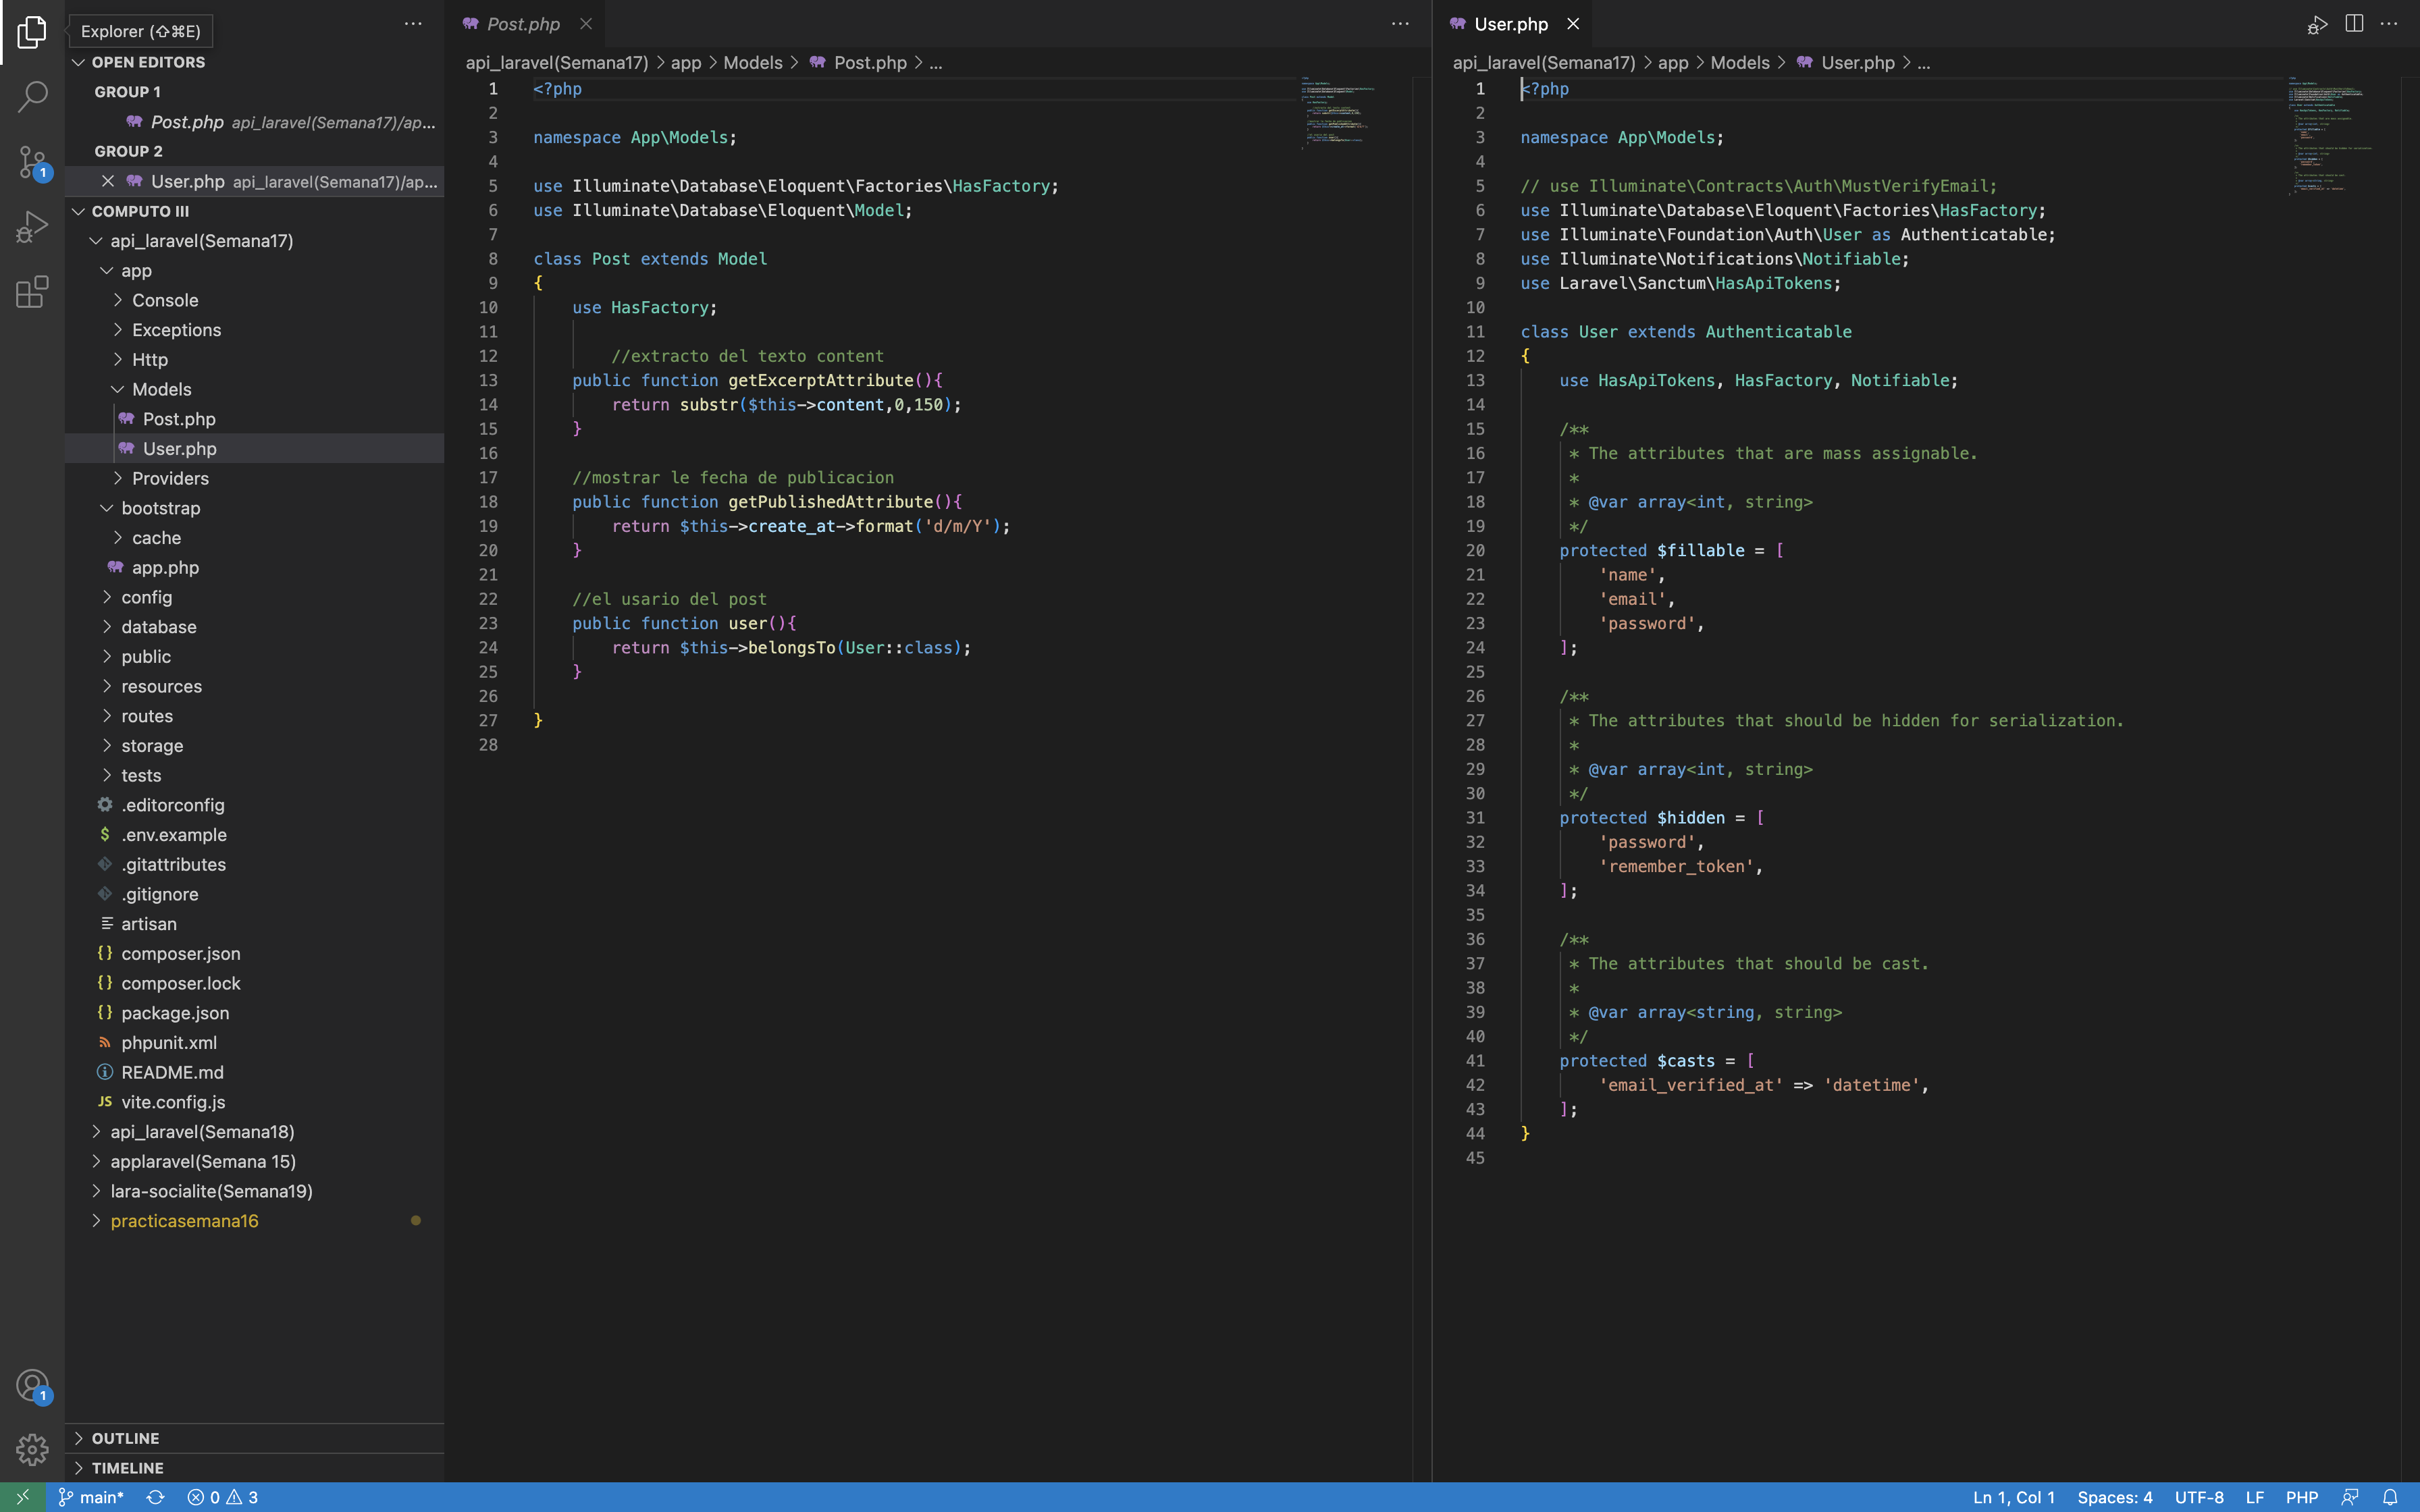 Explorer (⇧⌘E)
OPEN EDITORS
GROUP 1
Post.php api_laravel(Semana17)/ap...
GROUP 2
User.php api_laravel(Semana17)/ap...
COMPUTO III
api_laravel(Semana17)
app
Console
Exceptions
Http
Models
Post.php
User.php
Providers
bootstrap
cache
app.php
config
database
public
resources
routes
storage
tests
.editorconfig
$ .env.example
.gitattributes
.gitignore
artisan
{} composer.json
{} composer.lock
{} package.json
phpunit.xml
README.md
JS vite.config.js
api_laravel(Semana18)
applaravel(Semana 15)
lara-socialite(Semana19)
practicasemana16
OUTLINE
TIMELINE
1
1
Post.php
api_laravel(Semana17) > app > Models > Post.php > ...
1 <?php
2
3 namespace App\Models;
4
5 use Illuminate\Database\Eloquent\Factories\HasFactory;
6 use Illuminate\Database\Eloquent\Model;
7
8 class Post extends Model
9 {
10 use HasFactory;
11
12 //extracto del texto content
13 public function getExcerptAttribute(){
14 return substr($this->content,0,150);
15 }
16
17 //mostrar le fecha de publicacion
18 public function getPublishedAttribute(){
19 return $this->create_at->format('d/m/Y');
20 }
21
22 //el usario del post
23 public function user(){
24 return $this->belongsTo(User::class);
25 }
26
27 }
28
User.php
api_laravel(Semana17) > app > Models > User.php > ...
1 <?php
2
3 namespace App\Models;
4
5 // use Illuminate\Contracts\Auth\MustVerifyEmail;
6 use Illuminate\Database\Eloquent\Factories\HasFactory;
7 use Illuminate\Foundation\Auth\User as Authenticatable;
8 use Illuminate\Notifications\Notifiable;
9 use Laravel\Sanctum\HasApiTokens;
10
11 class User extends Authenticatable
12 {
13 use HasApiTokens, HasFactory, Notifiable;
14
15 /**
16 * The attributes that are mass assignable.
17 *
18 * @var array<int, string>
19 */
20 protected $fillable = [
21 'name',
22 'email',
23 'password',
24 ];
25
26 /**
27 * The attributes that should be hidden for serialization.
28 *
29 * @var array<int, string>
30 */
31 protected $hidden = [
32 'password',
33 'remember_token',
34 ];
35
36 /**
37 * The attributes that should be cast.
38 *
39 * @var array<string, string>
40 */
41 protected $casts = [
42 'email_verified_at' => 'datetime',
43 ];
44 }
45
main* 0 3
Ln 1, Col 1 Spaces: 4 UTF-8 LF PHP